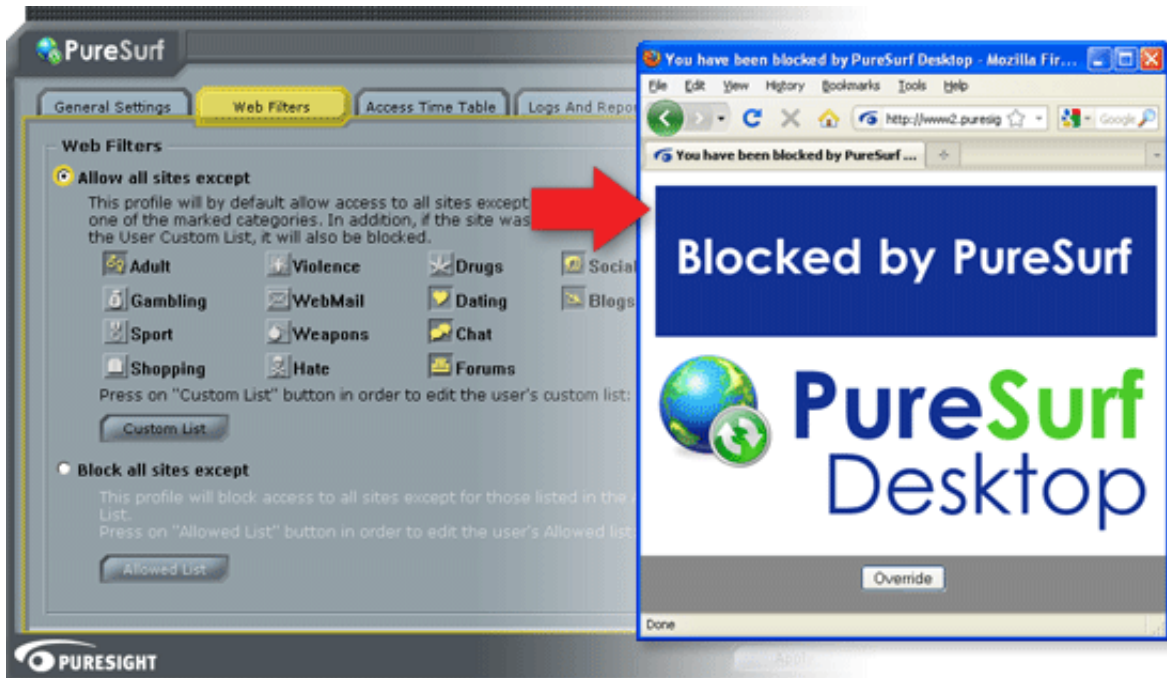 PureSurf
General Settings
Web Filters
Access Time Table
Logs And Repor
Web Filters
Allow all sites except
This profile will by default allow access to all sites except
one of the marked categories. In addition, if the site was
the User Custom List, it will also be blocked.
Adult
Violence
Drugs
Social
Gambling
WebMail
Dating
Blogs
Sport
Weapons
Chat
Shopping
Hate
Forums
Press on "Custom List" button in order to edit the user's custom list:
Custom List
Block all sites except
This profile will block access to all sites except for those listed in the A
List.
Press on "Allowed List" button in order to edit the user's Allowed list:
Allowed List
PURESIGHT
Apply
You have been blocked by PureSurf Desktop - Mozilla Fir...
File Edit View History Bookmarks Tools Help
http://www2.puresig
Google
You have been blocked by PureSurf ...
Blocked by PureSurf
PureSurf
Desktop
Override
Done